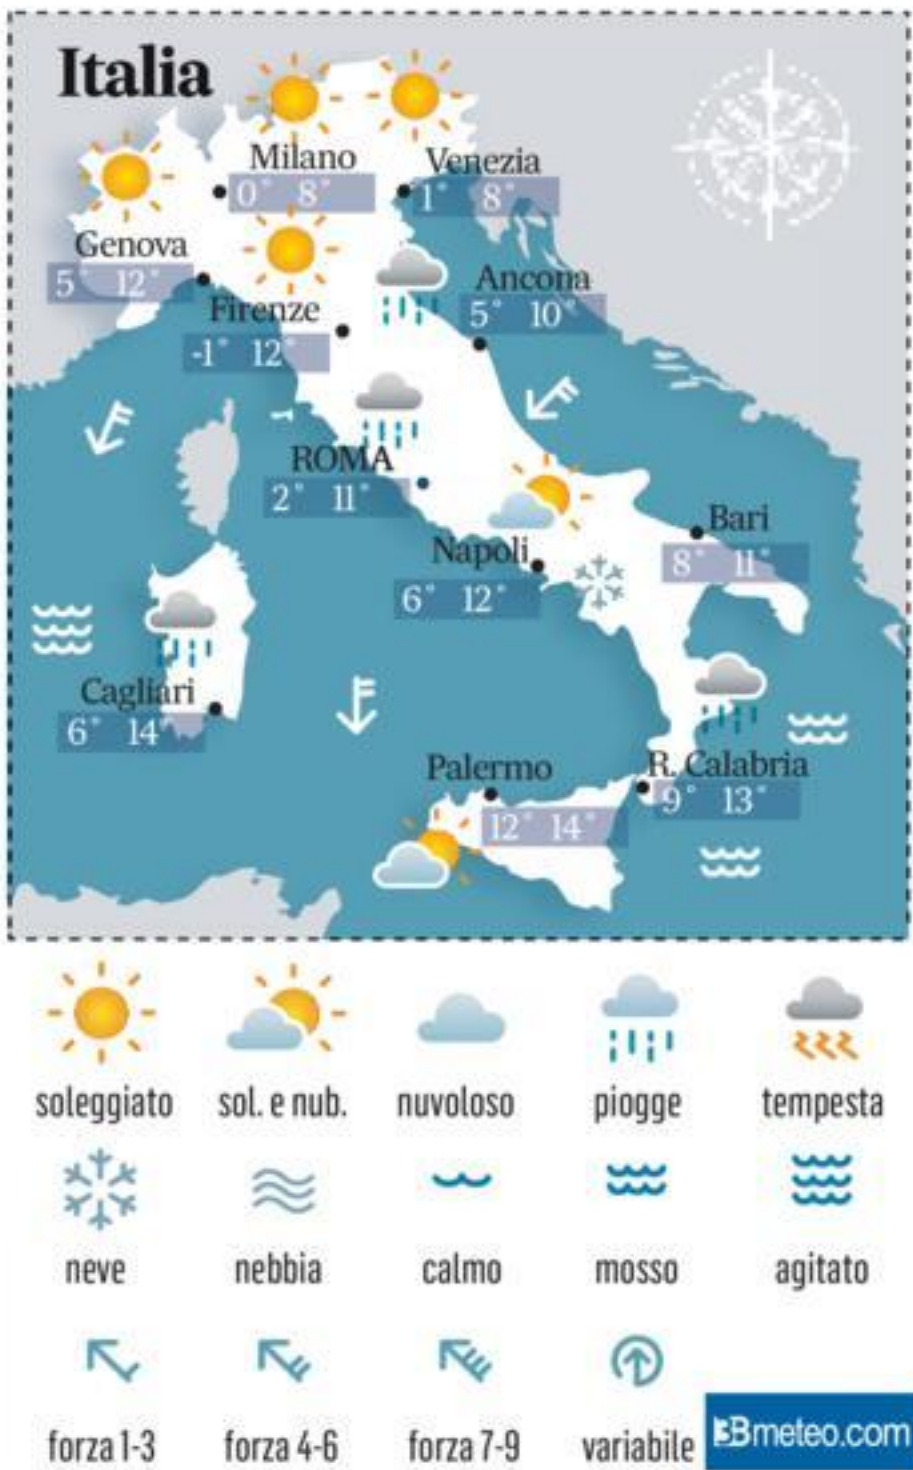 Italia
Milano
0° 8°
Venezia
1° 8°
Genova
5° 12°
Firenze
-1° 12°
Ancona
5° 10°
ROMA
2° 11°
Napoli
6° 12°
Bari
8° 11°
Cagliari
6° 14°
Palermo
12° 14°
R. Calabria
9° 13°
soleggiato sol. e nub. nuvoloso piogge tempesta
neve nebbia calmo mosso agitato
forza 1-3 forza 4-6 forza 7-9 variabile
3Bmeteo.com